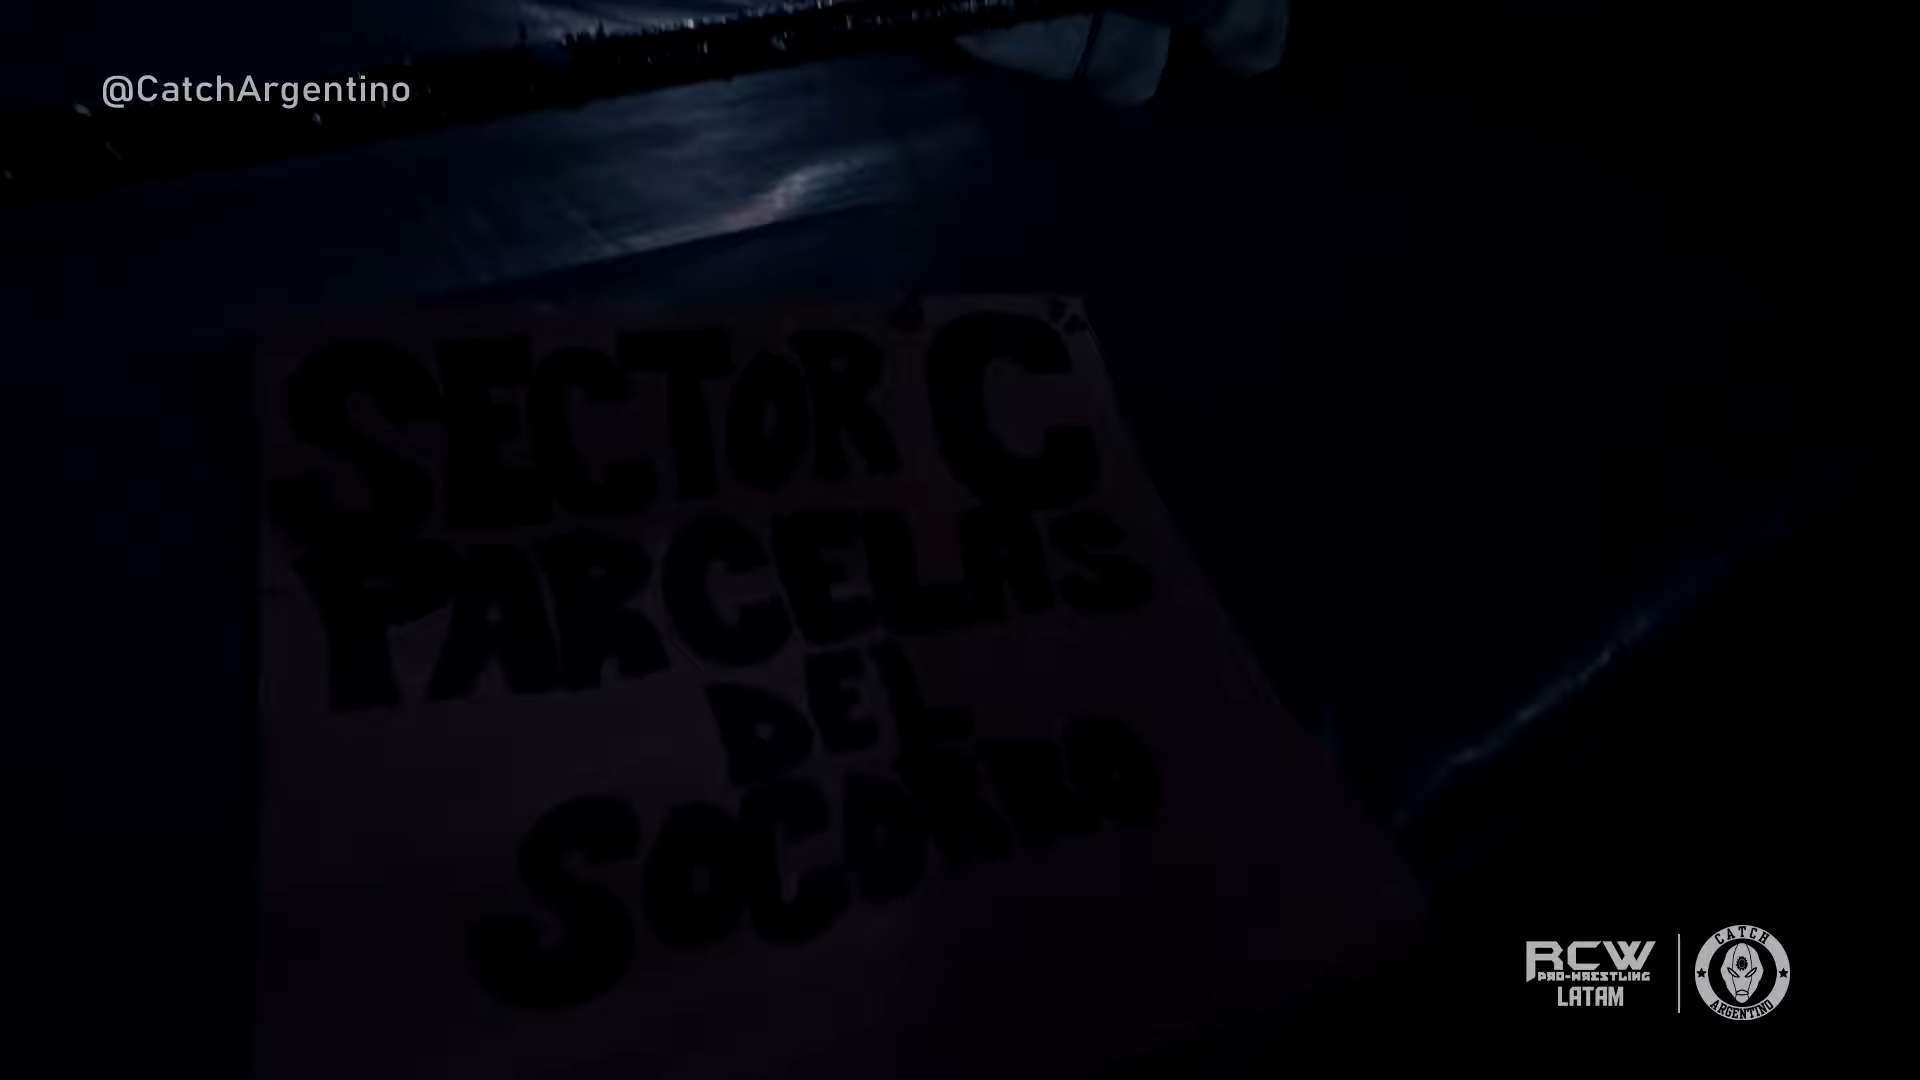 @CatchArgentino
SECTOR C
PARCELAS
DEL
SOCORRO
RCW
PRO-WRESTLING
LATAM
CATCH
ARGENTINO